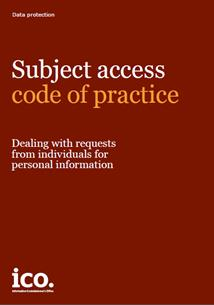 Data protection
Subject access
code of practice
Dealing with requests
from individuals for
personal information
ico.
Information Commissioner's Office